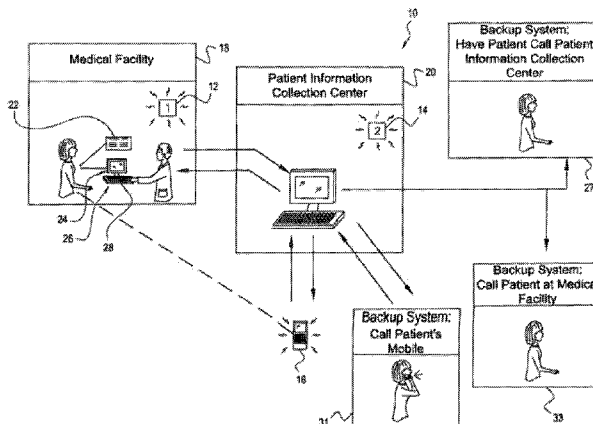 10
Backup System:
Have Patient Call Patient
Information Collection
Center
27
Medical Facility
18
12
1
22
24
26
28
Patient Information
Collection Center
20
14
2
16
Backup System:
Call Patient's
Mobile
31
Backup System:
Call Patient at Medical
Facility
33